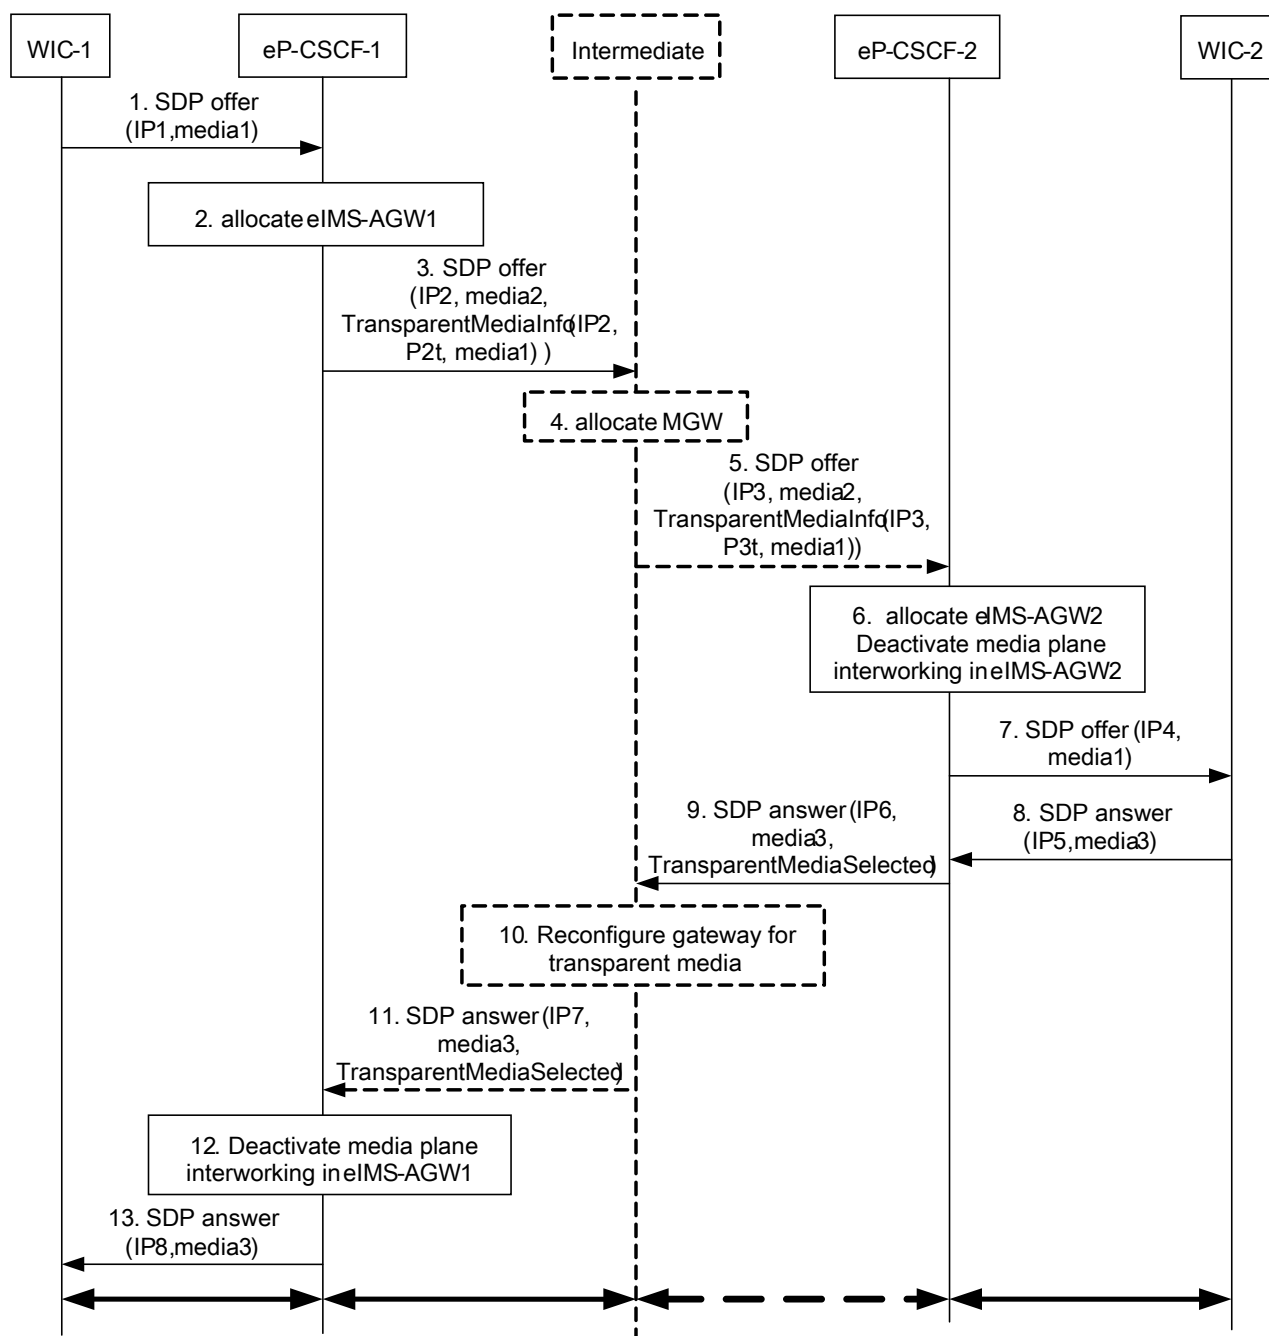 WIC-1
eP-CSCF-1
Intermediate
eP-CSCF-2
WIC-2
1. SDP offer
(IP1,media1)
2. allocate eIMS-AGW1
3. SDP offer
(IP2, media2,
TransparentMediaInfo(IP2,
P2t, media1) )
4. allocate MGW
5. SDP offer
(IP3, media2,
TransparentMediaInfo(IP3,
P3t, media1))
6. allocate eIMS-AGW2
Deactivate media plane
interworking in eIMS-AGW2
7. SDP offer (IP4,
media1)
8. SDP answer
(IP5,media3)
9. SDP answer (IP6,
media3,
TransparentMediaSelected)
10. Reconfigure gateway for
transparent media
11. SDP answer (IP7,
media3,
TransparentMediaSelected)
12. Deactivate media plane
interworking in eIMS-AGW1
13. SDP answer
(IP8,media3)